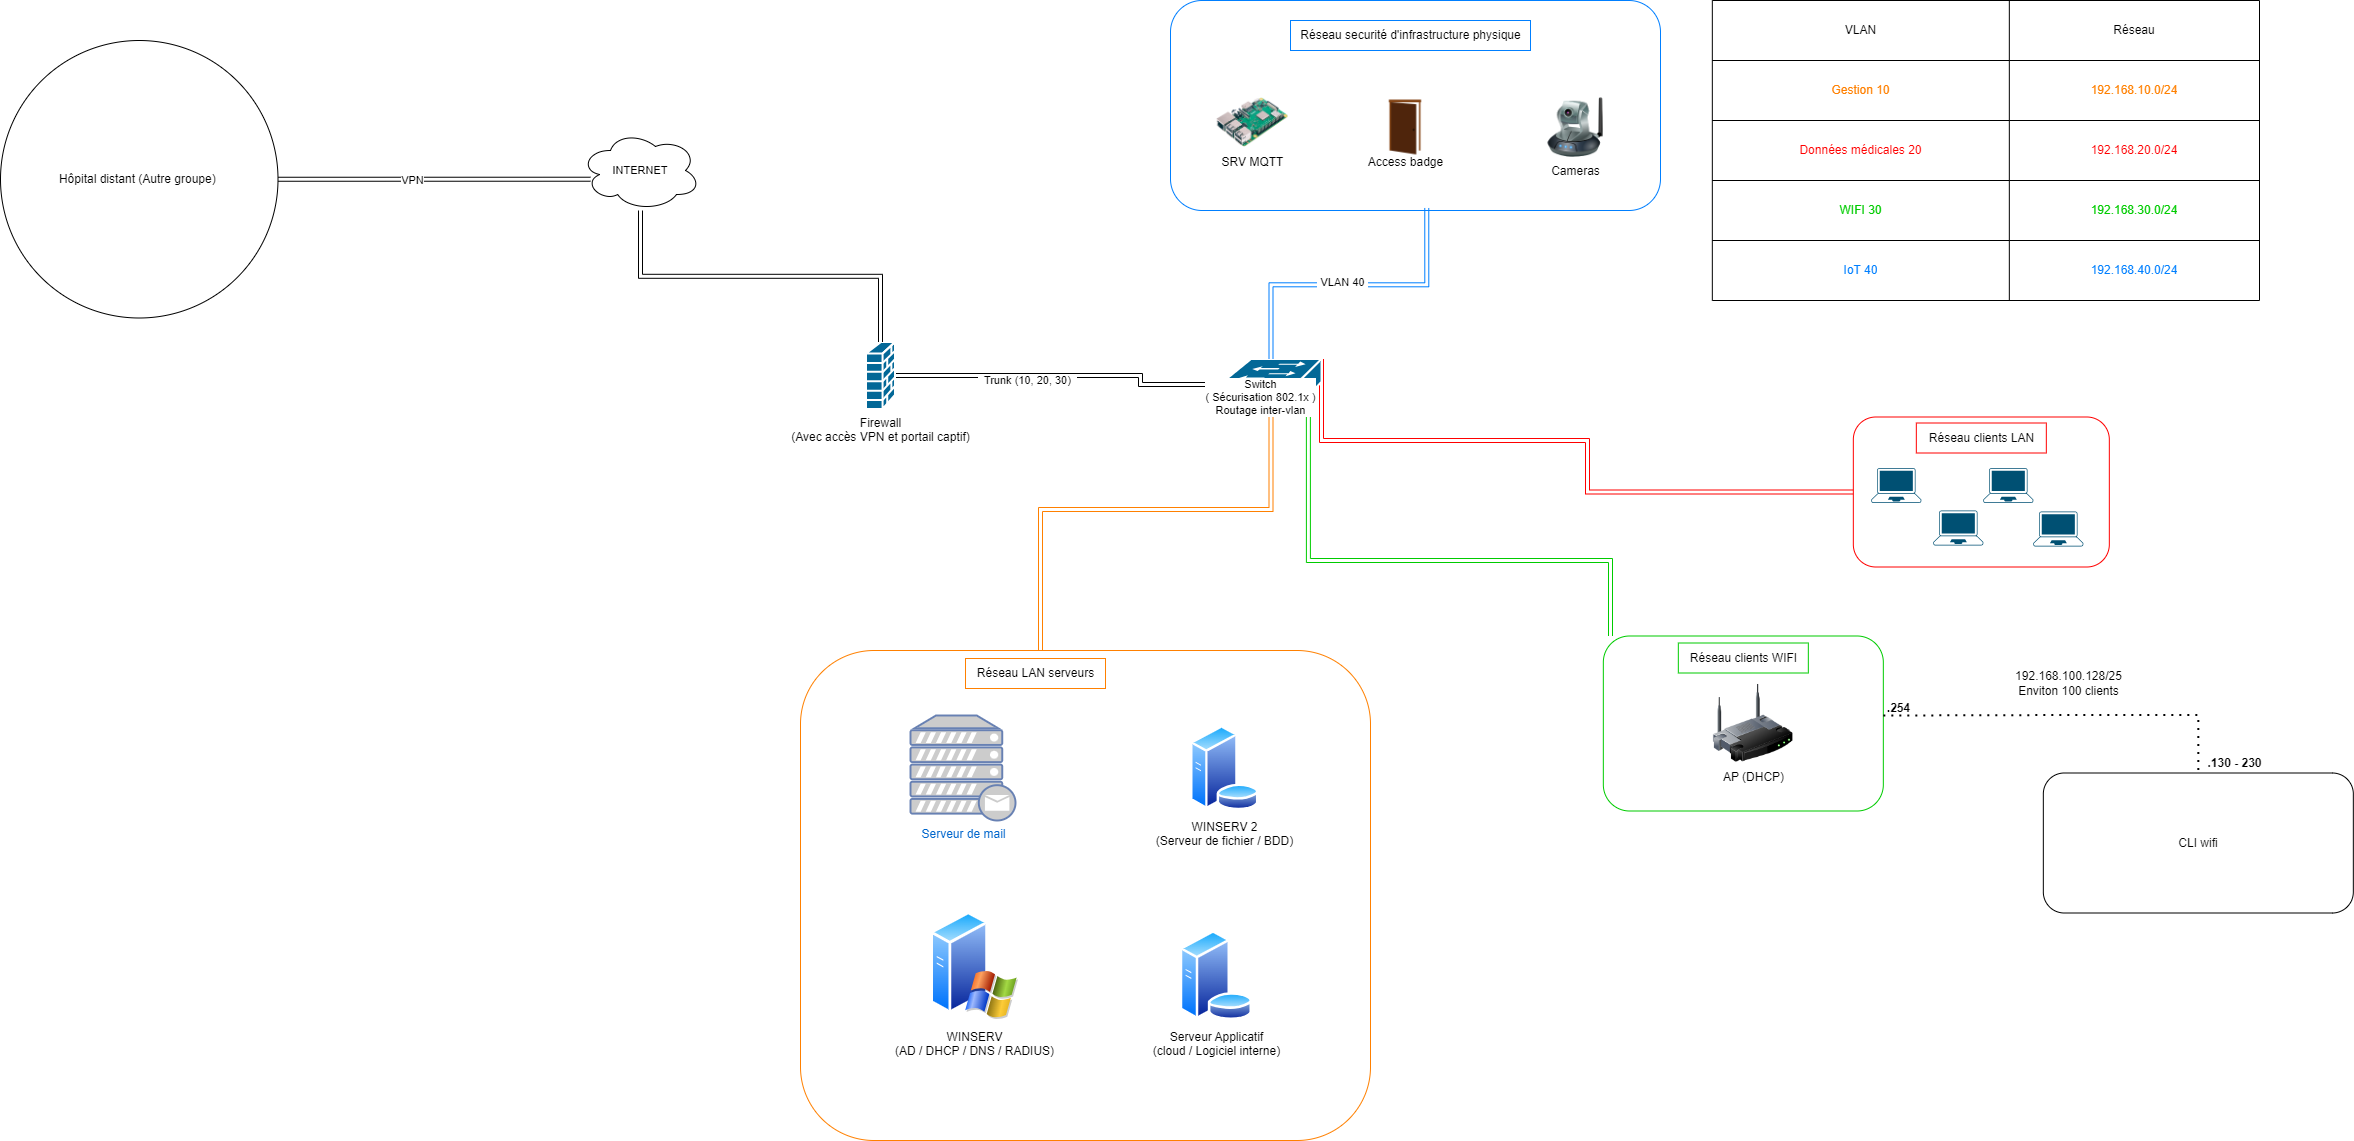 Réseau securité d'infrastructure physique
SRV MQTT
Access badge
Cameras
VLAN
Réseau
Gestion 10
192.168.10.0/24
Données médicales 20
192.168.20.0/24
WIFI 30
192.168.30.0/24
IoT 40
192.168.40.0/24
Hôpital distant (Autre groupe)
VPN
INTERNET
VLAN 40
Trunk (10, 20, 30)
Switch
( Sécurisation 802.1x )
Routage inter-vlan
Firewall
(Avec accès VPN et portail captif)
Réseau clients LAN
Réseau LAN serveurs
Serveur de mail
WINSERV 2
(Serveur de fichier / BDD)
WINSERV
(AD / DHCP / DNS / RADIUS)
Serveur Applicatif
(cloud / Logiciel interne)
Réseau clients WIFI
AP (DHCP)
192.168.100.128/25
Enviton 100 clients
.254
.130 - 230
CLI wifi